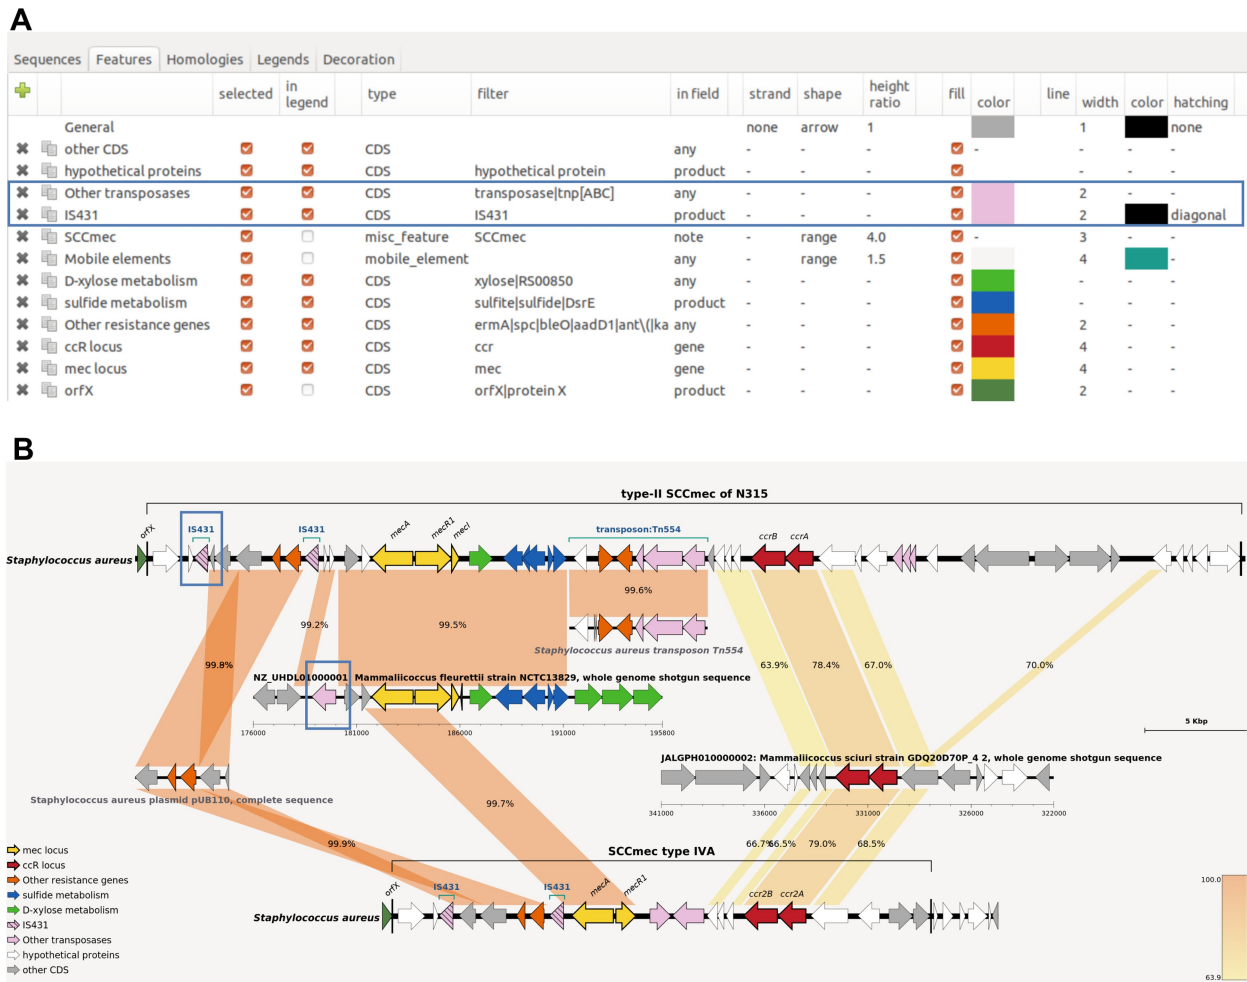 A
Sequences Features Homologies Legends Decoration
selected in legend type filter in field strand shape height ratio fill color line width color hatching
General none arrow 1 1 none
other CDS CDS any - - - - - - -
hypothetical proteins CDS hypothetical protein product - - - - - -
Other transposases CDS transposase|tnp[ABC] any - - - 2 - -
IS431 CDS IS431 product - - - 2 diagonal
SCCmec misc_feature SCCmec note - range 4.0 - 3 - -
Mobile elements mobile_element any - range 1.5 4 -
D-xylose metabolism CDS xylose|RS00850 any - - - - - -
sulfide metabolism CDS sulfite|sulfide|DsrE product - - - - - -
Other resistance genes CDS ermA|spc|bleO|aadD1|ant\(|ka any - - - 2 - -
ccR locus CDS ccr gene - - - 4 - -
mec locus CDS mec gene - - - 4 - -
orfX CDS orfX|protein X product - - - 2 - -
B
type-II SCCmec of N315
orfX IS431 IS431 mecA mecR1 mecI transposon:Tn554 ccrB ccrA
Staphylococcus aureus
99.6%
99.2% 99.5%
Staphylococcus aureus transposon Tn554
99.8% 63.9% 78.4% 67.0% 70.0%
NZ_UHDL01000001: Mammaliicoccus fleurettii strain NCTC13829, whole genome shotgun sequence
176000 181000 186000 191000 195800
5 Kbp
JALGPH010000002: Mammaliicoccus sciuri strain GDQ20D70P_4 2, whole genome shotgun sequence
Staphylococcus aureus plasmid pUB110, complete sequence
99.7%
341000 336000 331000 326000 322000
99.9% 66.7% 66.5% 79.0% 68.5%
SCCmec type IVA
orfX IS431 IS431 mecA mecR1 ccr2B ccr2A
Staphylococcus aureus
mec locus
ccR locus
Other resistance genes
sulfide metabolism
D-xylose metabolism
IS431
Other transposases
hypothetical proteins
other CDS
100.0
63.9